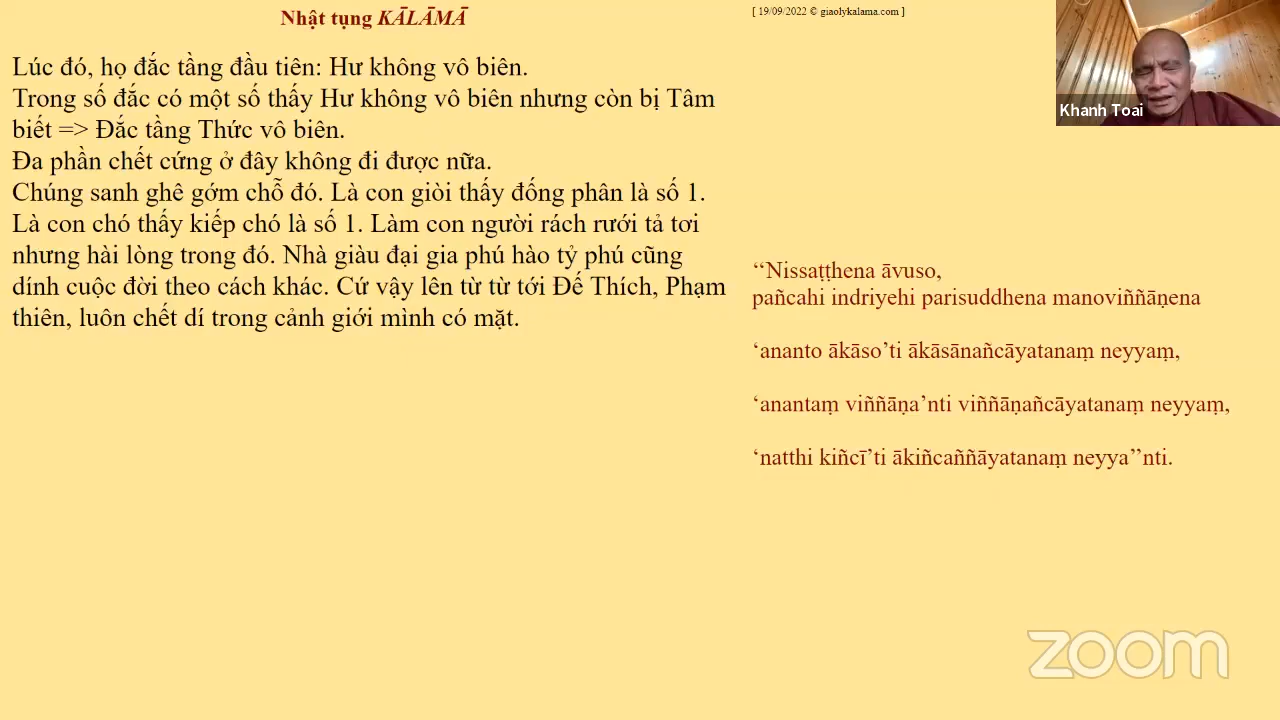 Nhật tụng KĀLĀMĀ
[ 19/09/2022 © giaolykalama.com ]
Lúc đó, họ đắc tầng đầu tiên: Hư không vô biên.
Trong số đắc có một số thấy Hư không vô biên nhưng còn bị Tâm
biết => Đắc tầng Thức vô biên.
Đa phần chết cứng ở đây không đi được nữa.
Chúng sanh ghê gớm chỗ đó. Là con giòi thấy đống phân là số 1.
Là con chó thấy kiếp chó là số 1. Làm con người rách rưới tả tơi
nhưng hài lòng trong đó. Nhà giàu đại gia phú hào tỷ phú cũng
dính cuộc đời theo cách khác. Cứ vậy lên từ từ tới Đế Thích, Phạm
thiên, luôn chết dí trong cảnh giới mình có mặt.
“Nissaṭṭhena āvuso,
pañcahi indriyehi parisuddhena manoviññāṇena
‘ananto ākāso’ti ākāsānañcāyatanaṃ neyyaṃ,
‘anantaṃ viññāṇa’nti viññāṇañcāyatanaṃ neyyaṃ,
‘natthi kiñcī’ti ākiñcaññāyatanaṃ neyya”nti.
Khanh Toai
zoom